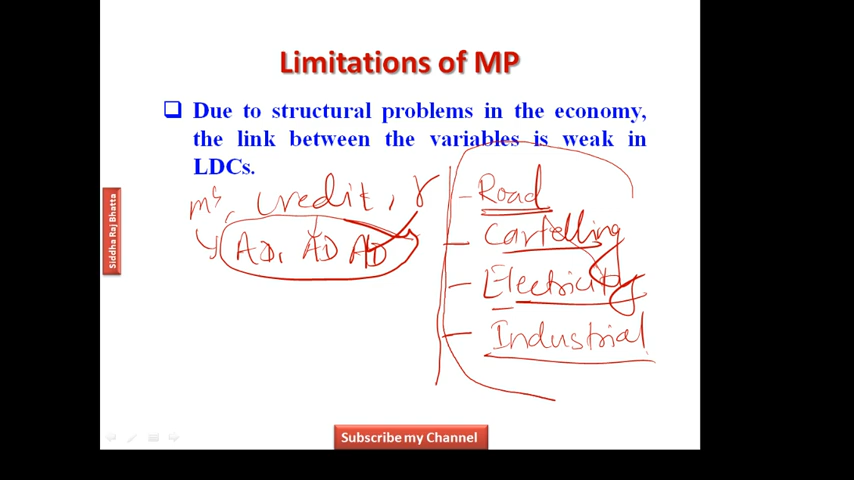 Limitations of MP
Due to structural problems in the economy,
the link between the variables is weak in
LDCs.
mˢ, credit, r
AD, AD AD
- Road
- Cartelling
- Electricity
- Industrial
Siddha Raj Bhatta
Subscribe my Channel